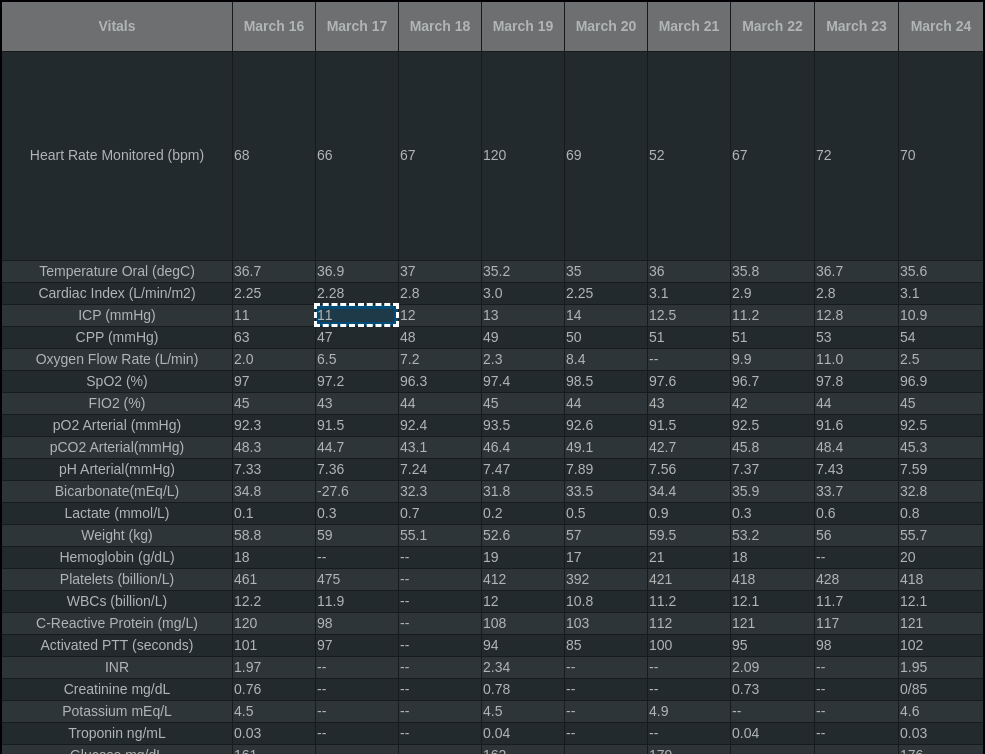 Vitals March 16 March 17 March 18 March 19 March 20 March 21 March 22 March 23 March 24
Heart Rate Monitored (bpm) 68 66 67 120 69 52 67 72 70
Temperature Oral (degC) 36.7 36.9 37 35.2 35 36 35.8 36.7 35.6
Cardiac Index (L/min/m2) 2.25 2.28 2.8 3.0 2.25 3.1 2.9 2.8 3.1
ICP (mmHg) 11 11 12 13 14 12.5 11.2 12.8 10.9
CPP (mmHg) 63 47 48 49 50 51 51 53 54
Oxygen Flow Rate (L/min) 2.0 6.5 7.2 2.3 8.4 -- 9.9 11.0 2.5
SpO2 (%) 97 97.2 96.3 97.4 98.5 97.6 96.7 97.8 96.9
FIO2 (%) 45 43 44 45 44 43 42 44 45
pO2 Arterial (mmHg) 92.3 91.5 92.4 93.5 92.6 91.5 92.5 91.6 92.5
pCO2 Arterial(mmHg) 48.3 44.7 43.1 46.4 49.1 42.7 45.8 48.4 45.3
pH Arterial(mmHg) 7.33 7.36 7.24 7.47 7.89 7.56 7.37 7.43 7.59
Bicarbonate(mEq/L) 34.8 -27.6 32.3 31.8 33.5 34.4 35.9 33.7 32.8
Lactate (mmol/L) 0.1 0.3 0.7 0.2 0.5 0.9 0.3 0.6 0.8
Weight (kg) 58.8 59 55.1 52.6 57 59.5 53.2 56 55.7
Hemoglobin (g/dL) 18 -- -- 19 17 21 18 -- 20
Platelets (billion/L) 461 475 -- 412 392 421 418 428 418
WBCs (billion/L) 12.2 11.9 -- 12 10.8 11.2 12.1 11.7 12.1
C-Reactive Protein (mg/L) 120 98 -- 108 103 112 121 117 121
Activated PTT (seconds) 101 97 -- 94 85 100 95 98 102
INR 1.97 -- -- 2.34 -- -- 2.09 -- 1.95
Creatinine mg/dL 0.76 -- -- 0.78 -- -- 0.73 -- 0/85
Potassium mEq/L 4.5 -- -- 4.5 -- 4.9 -- -- 4.6
Troponin ng/mL 0.03 -- -- 0.04 -- -- 0.04 -- 0.03